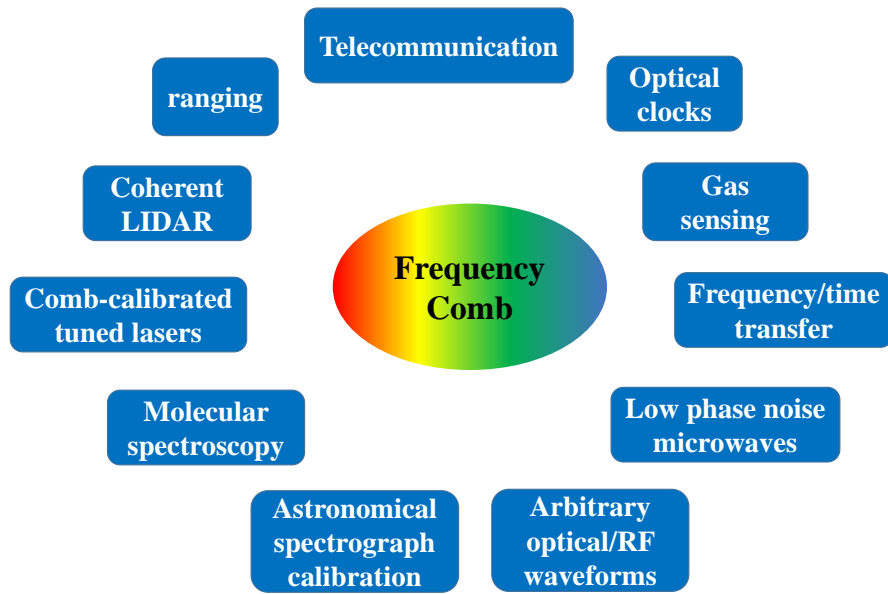 Telecommunication
ranging
Optical
clocks
Coherent
LIDAR
Gas
sensing
Frequency
Comb
Comb-calibrated
tuned lasers
Frequency/time
transfer
Molecular
spectroscopy
Low phase noise
microwaves
Astronomical
spectrograph
calibration
Arbitrary
optical/RF
waveforms